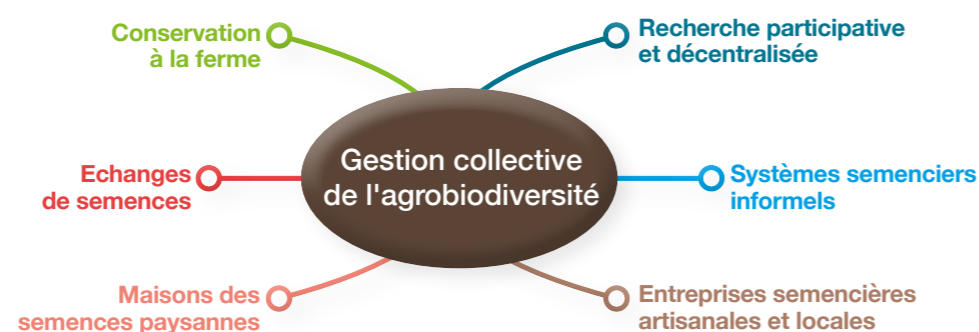 Conservation
à la ferme
Recherche participative
et décentralisée
Gestion collective
de l'agrobiodiversité
Echanges
de semences
Systèmes semenciers
informels
Maisons des
semences paysannes
Entreprises semencières
artisanales et locales